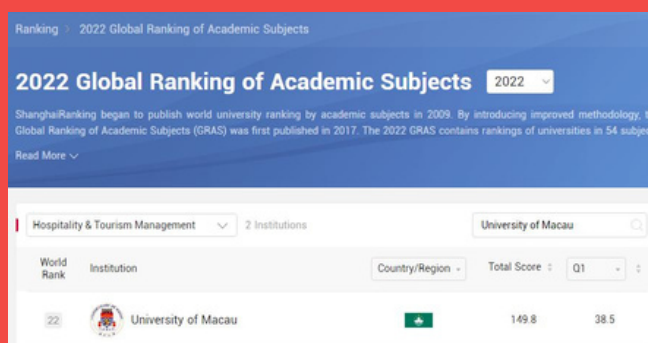 Ranking > 2022 Global Ranking of Academic Subjects
2022 Global Ranking of Academic Subjects 2022
ShanghaiRanking began to publish world university ranking by academic subjects in 2009. By introducing improved methodology, t
Global Ranking of Academic Subjects (GRAS) was first published in 2017. The 2022 GRAS contains rankings of universities in 54 subje
Read More
Hospitality & Tourism Management 2 Institutions University of Macau
World Rank Institution Country/Region Total Score Q1
22 University of Macau 149.8 38.5